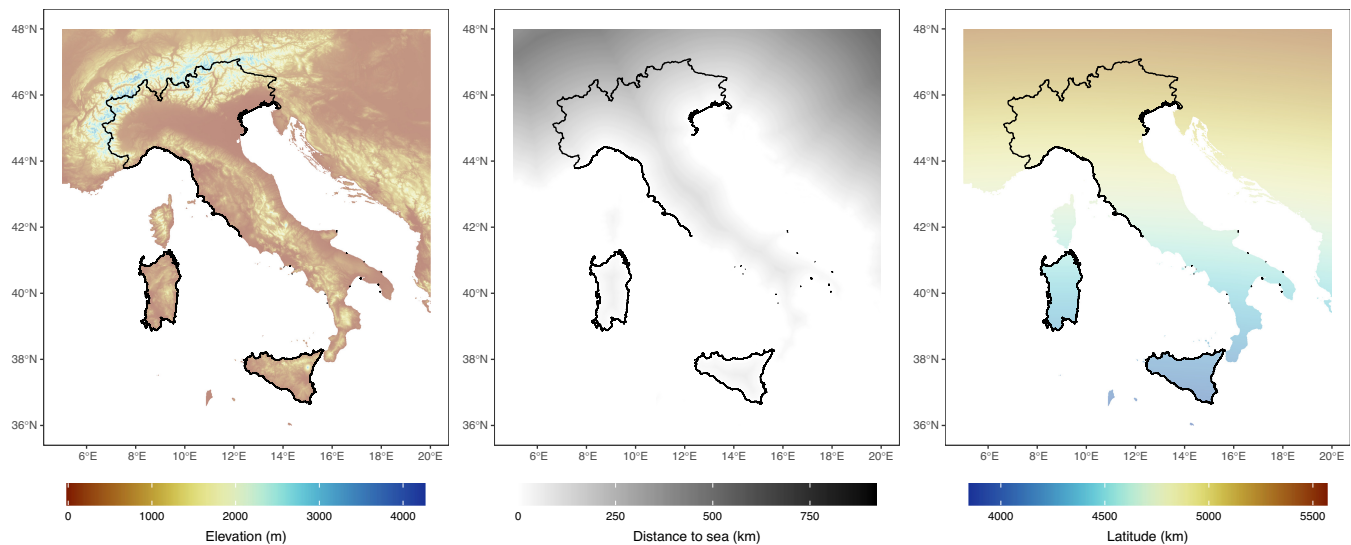 48°N
46°N
44°N
42°N
40°N
38°N
36°N
6°E 8°E 10°E 12°E 14°E 16°E 18°E 20°E
0 1000 2000 3000 4000
Elevation (m)
48°N
46°N
44°N
42°N
40°N
38°N
36°N
6°E 8°E 10°E 12°E 14°E 16°E 18°E 20°E
0 250 500 750
Distance to sea (km)
48°N
46°N
44°N
42°N
40°N
38°N
36°N
6°E 8°E 10°E 12°E 14°E 16°E 18°E 20°E
4000 4500 5000 5500
Latitude (km)